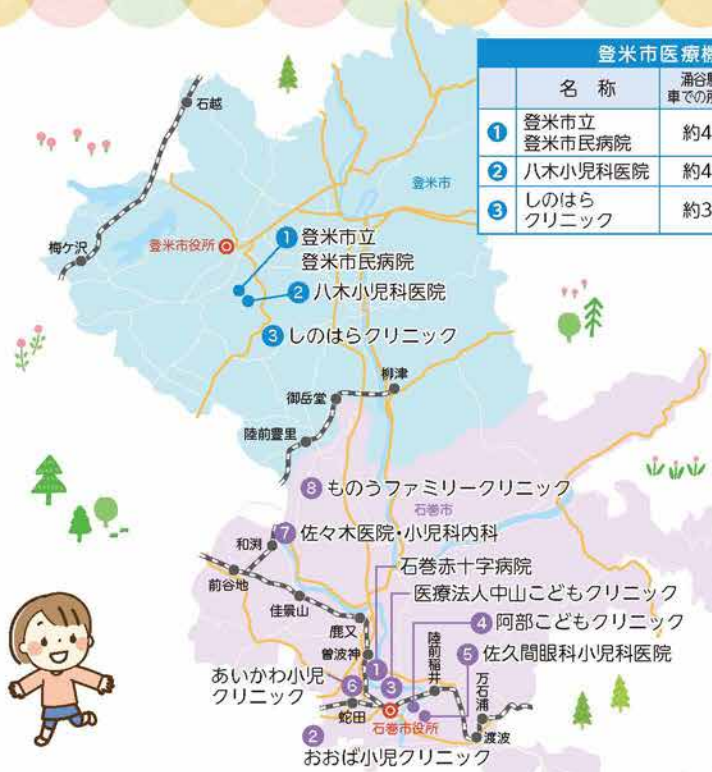 登米市医療機
名 称
涌谷駅
車での所
1 登米市立
登米市民病院
約4
2 八木小児科医院
約4
3 しのはら
クリニック
約3
石越
登米市
梅ケ沢
登米市役所
1 登米市立
登米市民病院
2 八木小児科医院
3 しのはらクリニック
柳津
御岳堂
陸前豊里
8 ものうファミリークリニック
石巻市
7 佐々木医院・小児科内科
和渕
石巻赤十字病院
前谷地
医療法人中山こどもクリニック
佳景山
4 阿部こどもクリニック
鹿又
曽波神
陸前稲井
5 佐久間眼科小児科医院
あいかわ小児
クリニック
1
6
3
万石浦
蛇田
石巻市役所
渡波
2
おおば小児クリニック